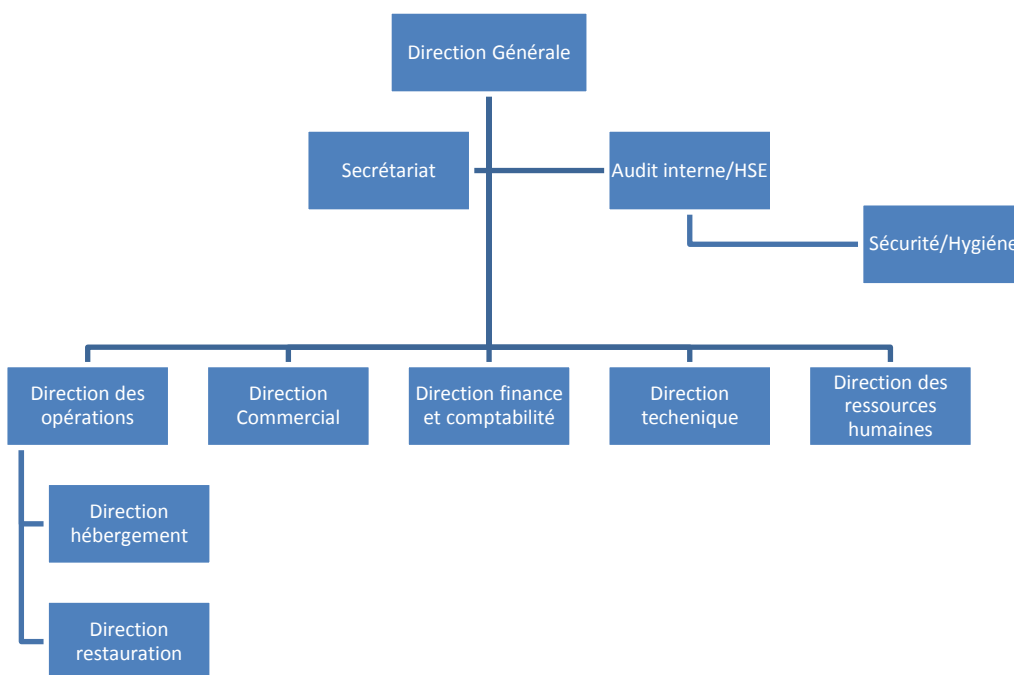 Direction Générale
Secrétariat
Audit interne/HSE
Sécurité/Hygiéne
Direction des
opérations
Direction
Commercial
Direction finance
et comptabilité
Direction
techenique
Direction des
ressources
humaines
Direction
hébergement
Direction
restauration